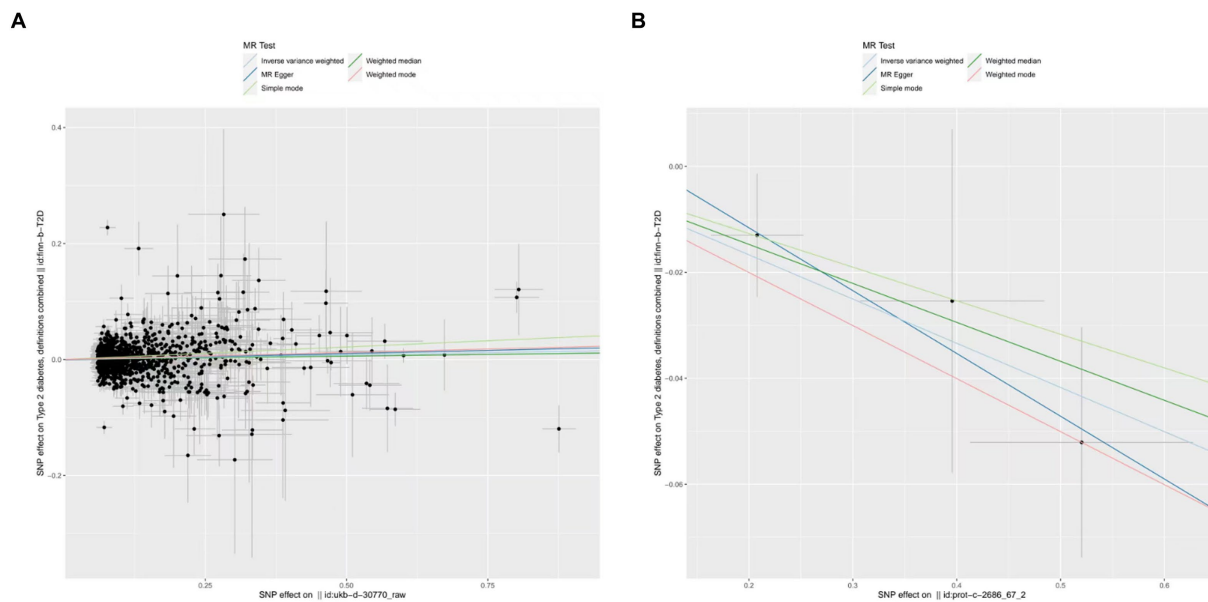 A
MR Test
Inverse variance weighted
Weighted median
MR Egger
Weighted mode
Simple mode
0.4
0.2
0.0
−0.2
SNP effect on Type 2 diabetes, definitions combined || id:finn−b−T2D
0.25
0.50
0.75
SNP effect on || id:ukb−d−30770_raw
B
MR Test
Inverse variance weighted
Weighted median
MR Egger
Weighted mode
Simple mode
0.00
−0.02
−0.04
−0.06
SNP effect on Type 2 diabetes, definitions combined || id:finn−b−T2D
0.2
0.3
0.4
0.5
0.6
SNP effect on || id:prot−c−2686_67_2